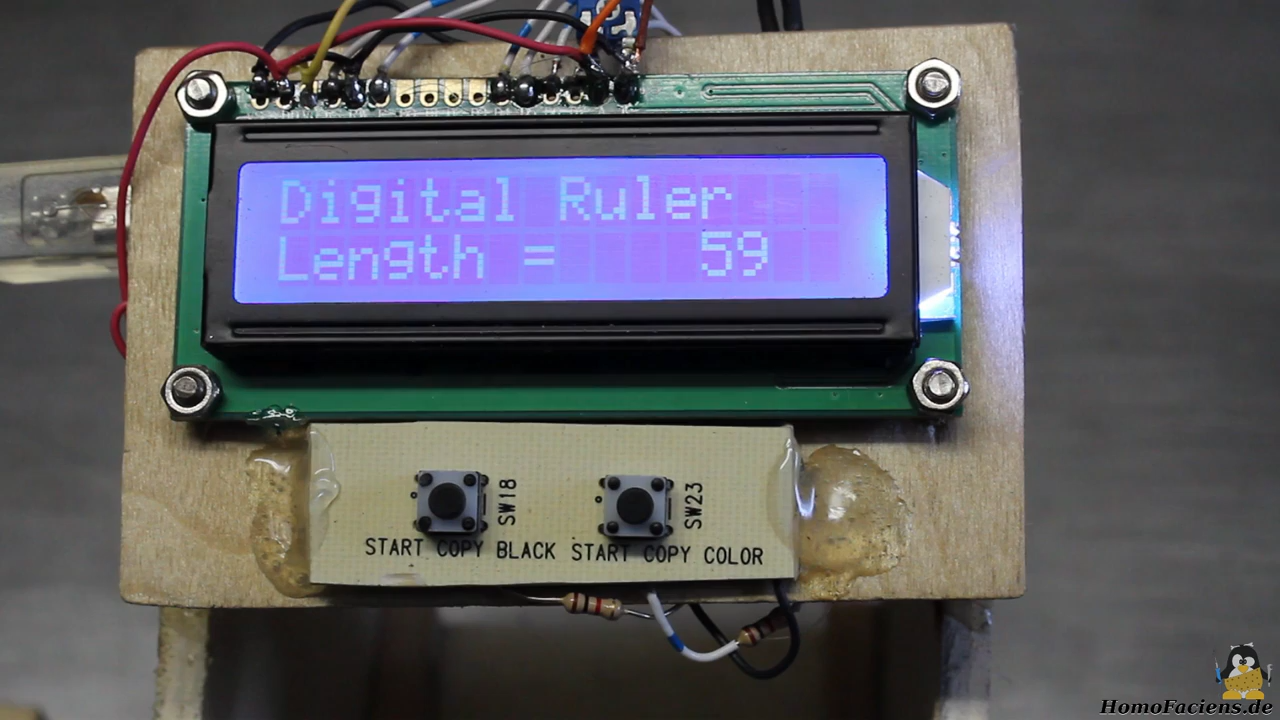 Digital Ruler
Length = 59
SW18
SW23
START COPY BLACK START COPY COLOR
HomoFaciens.de